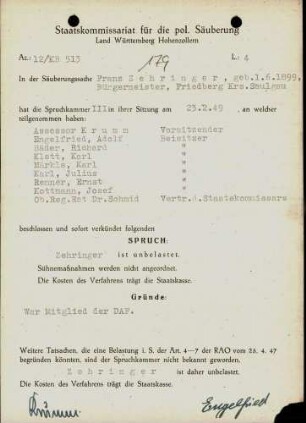 Staatskommissariat für die pol. Säuberung
Land Württemberg Hohenzollern
Az.: 12/KB 513 179 L. 4
In der Säuberungssache Franz Zehringer, geb.1.6.1899,
Bürgermeister, Friedberg Krs.Saulgau
hat die Spruchkammer III in ihrer Sitzung am 23.2.49 , an welcher
teilgenommen haben:
Assessor Krumm Vorsitzender
Engelfried, Adolf Beisitzer
Bäder, Richard "
Klett, Karl "
Märkle, Karl "
Karl, Julius "
Renner, Ernst "
Kottmann, Josef "
Ob.Reg.Rat Dr.Schmid Vertr.d.Staatskommissars
beschlossen und sofort verkündet folgenden
SPRUCH:
Zehringer ist unbelastet.
Sühnemaßnahmen werden nicht angeordnet.
Die Kosten des Verfahrens trägt die Staatskasse.
Gründe:
War Mitglied der DAF.
Weitere Tatsachen, die eine Belastung i. S. der Art. 4—7 der RAO vom 25. 4. 47
begründen könnten, sind der Spruchkammer nicht bekannt geworden.
Zehringer ist daher unbelastet.
Die Kosten des Verfahrens trägt die Staatskasse.
Krumm Engelfried